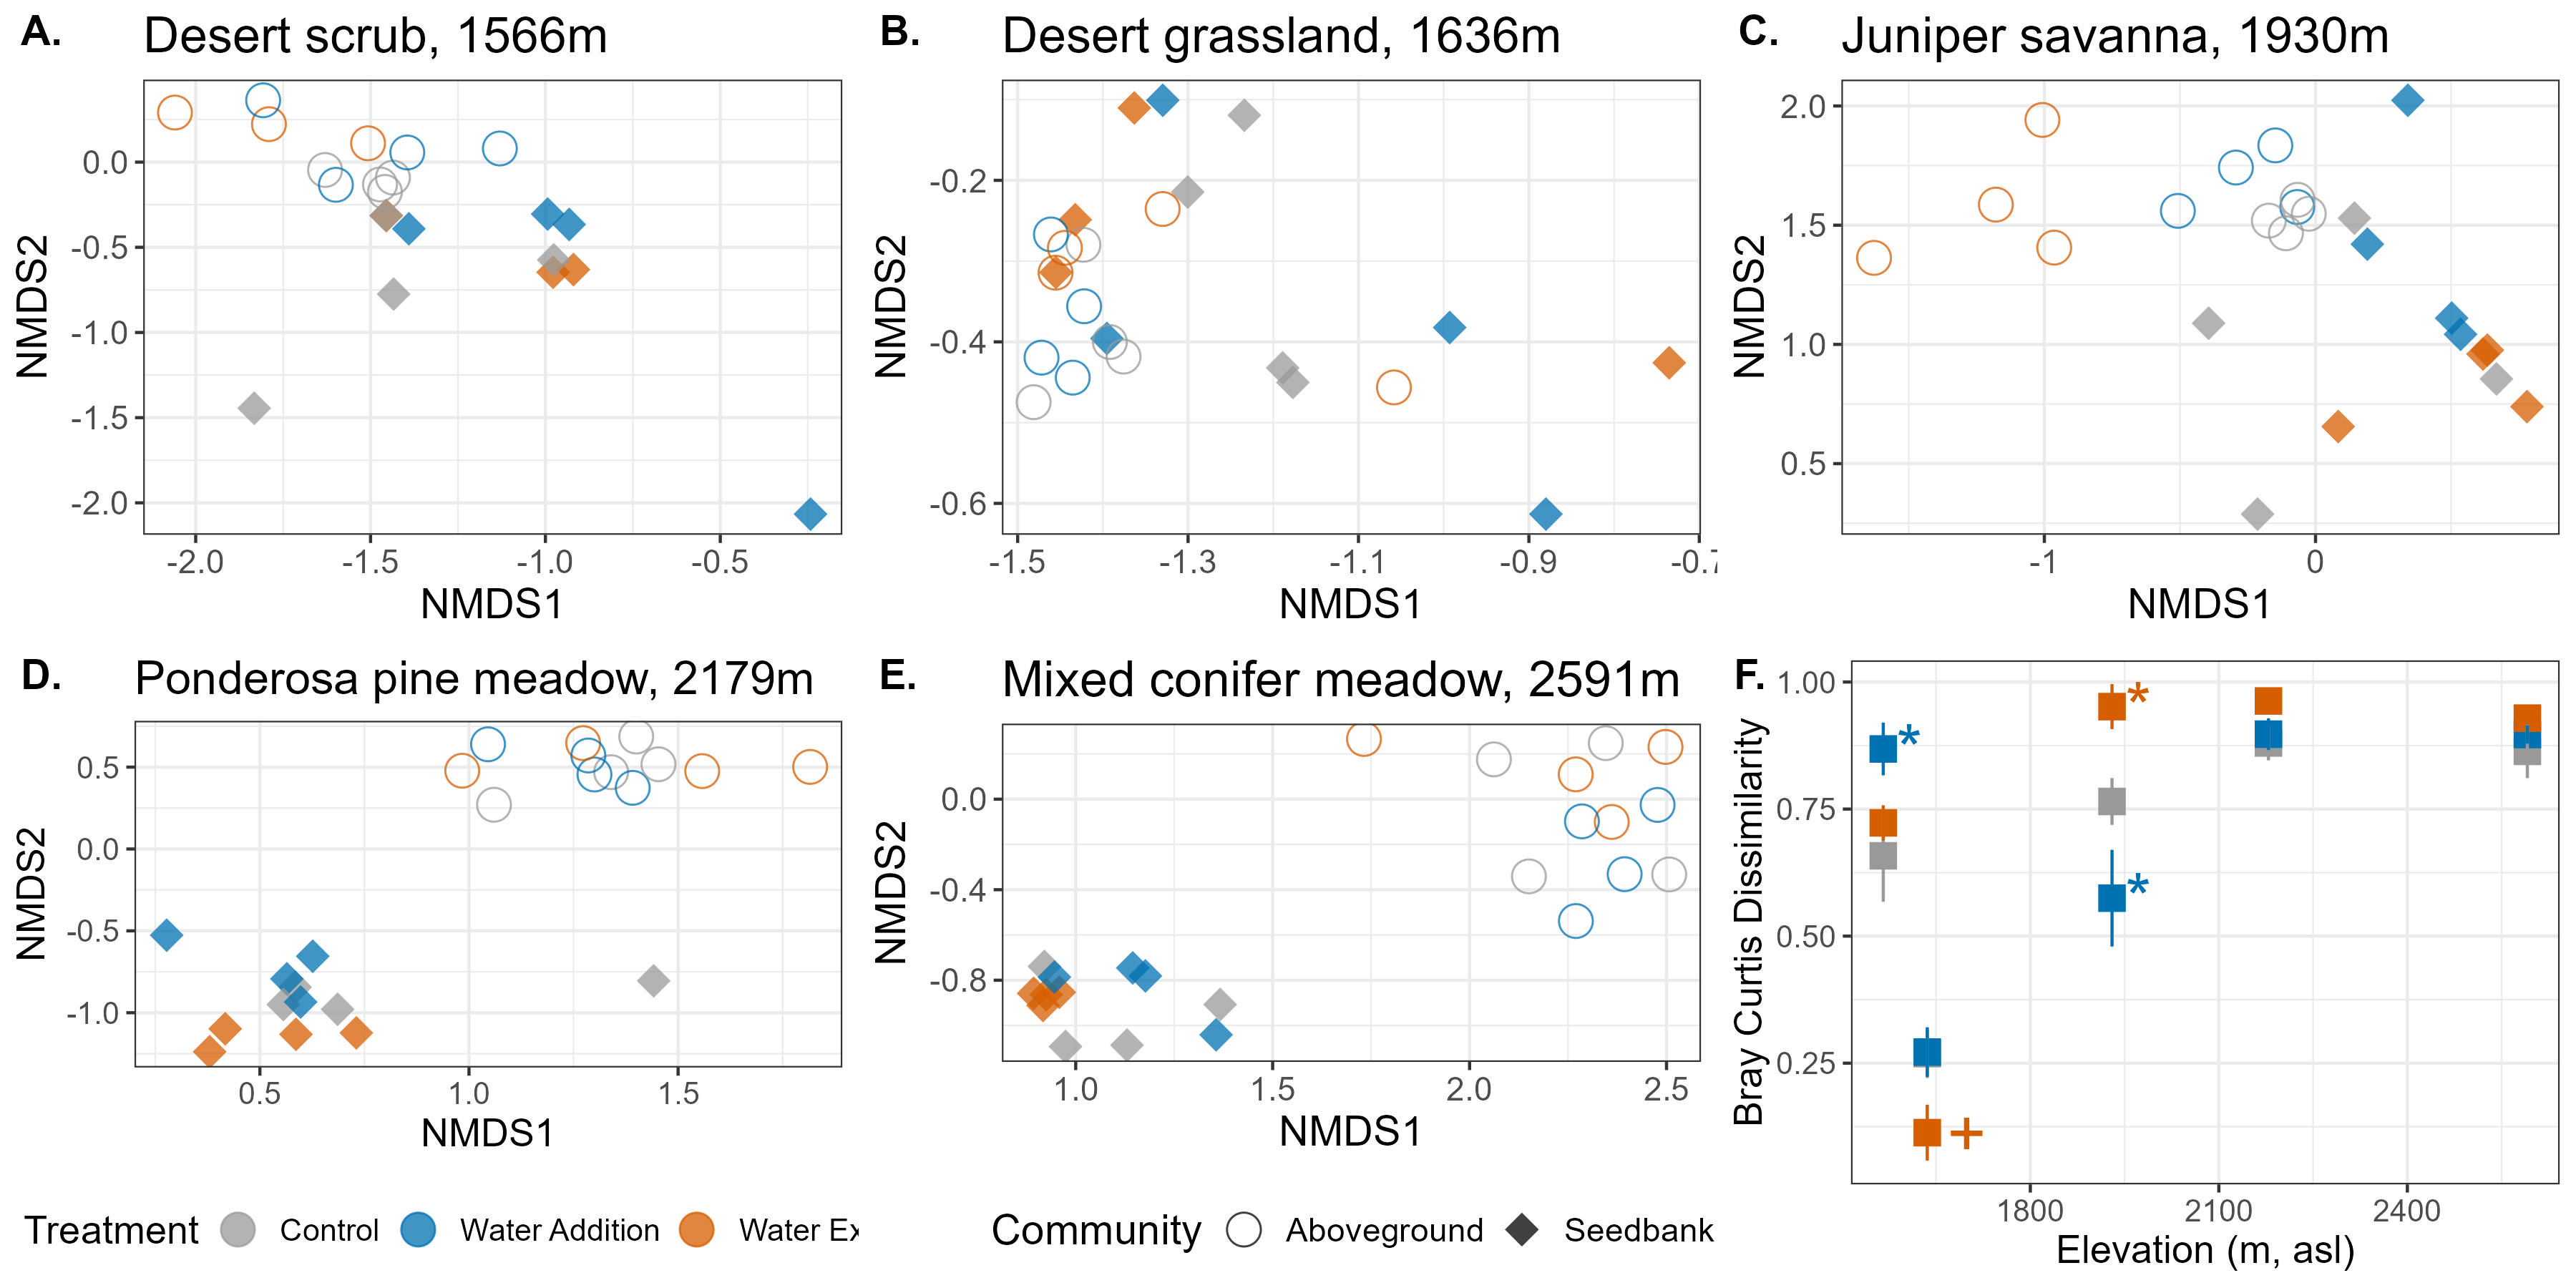 A. Desert scrub, 1566m
NMDS2
0.0
-0.5
-1.0
-1.5
-2.0
-2.0 -1.5 -1.0 -0.5
NMDS1
B. Desert grassland, 1636m
NMDS2
-0.2
-0.4
-0.6
-1.5 -1.3 -1.1 -0.9 -0.7
NMDS1
C. Juniper savanna, 1930m
NMDS2
2.0
1.5
1.0
0.5
-1 0
NMDS1
D. Ponderosa pine meadow, 2179m
NMDS2
0.5
0.0
-0.5
-1.0
0.5 1.0 1.5
NMDS1
E. Mixed conifer meadow, 2591m
NMDS2
0.0
-0.4
-0.8
1.0 1.5 2.0 2.5
NMDS1
F.
Bray Curtis Dissimilarity
1.00
0.75
0.50
0.25
*
*
*
+
1800 2100 2400
Elevation (m, asl)
Treatment Control Water Addition Water Ex
Community Aboveground Seedbank